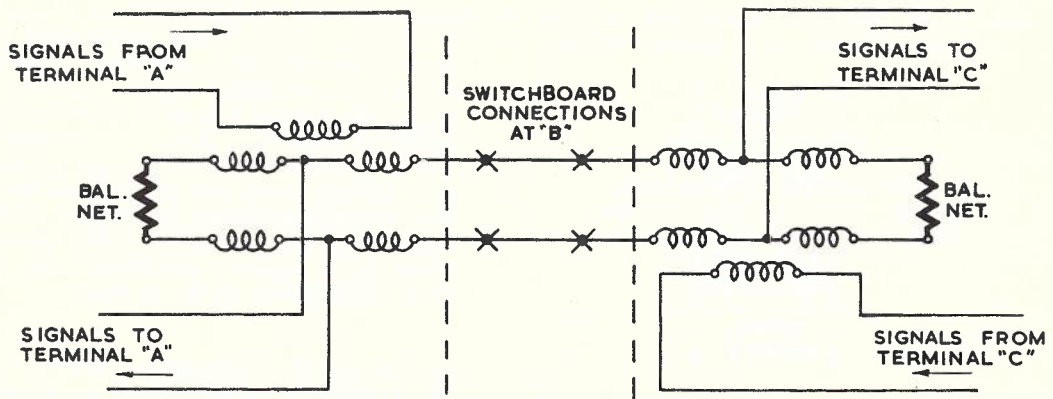 SIGNALS FROM
TERMINAL "A"
SWITCHBOARD
CONNECTIONS
AT "B"
SIGNALS TO
TERMINAL "C"
BAL.
NET.
BAL.
NET.
SIGNALS TO
TERMINAL "A"
SIGNALS FROM
TERMINAL "C"